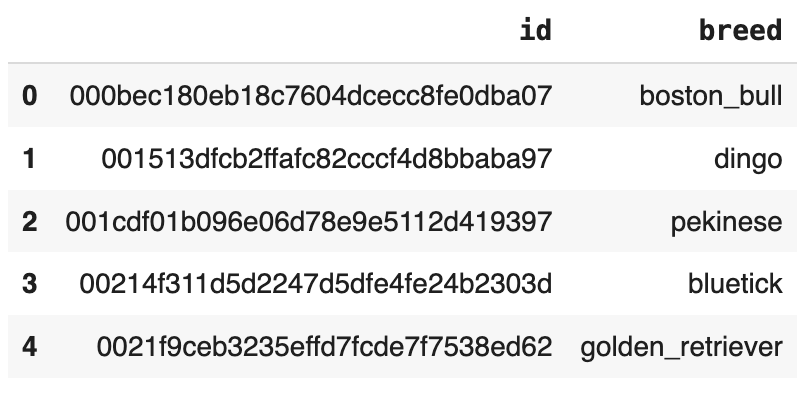 id breed
0 000bec180eb18c7604dcecc8fe0dba07 boston_bull
1 001513dfcb2ffafc82cccf4d8bbaba97 dingo
2 001cdf01b096e06d78e9e5112d419397 pekinese
3 00214f311d5d2247d5dfe4fe24b2303d bluetick
4 0021f9ceb3235effd7fcde7f7538ed62 golden_retriever